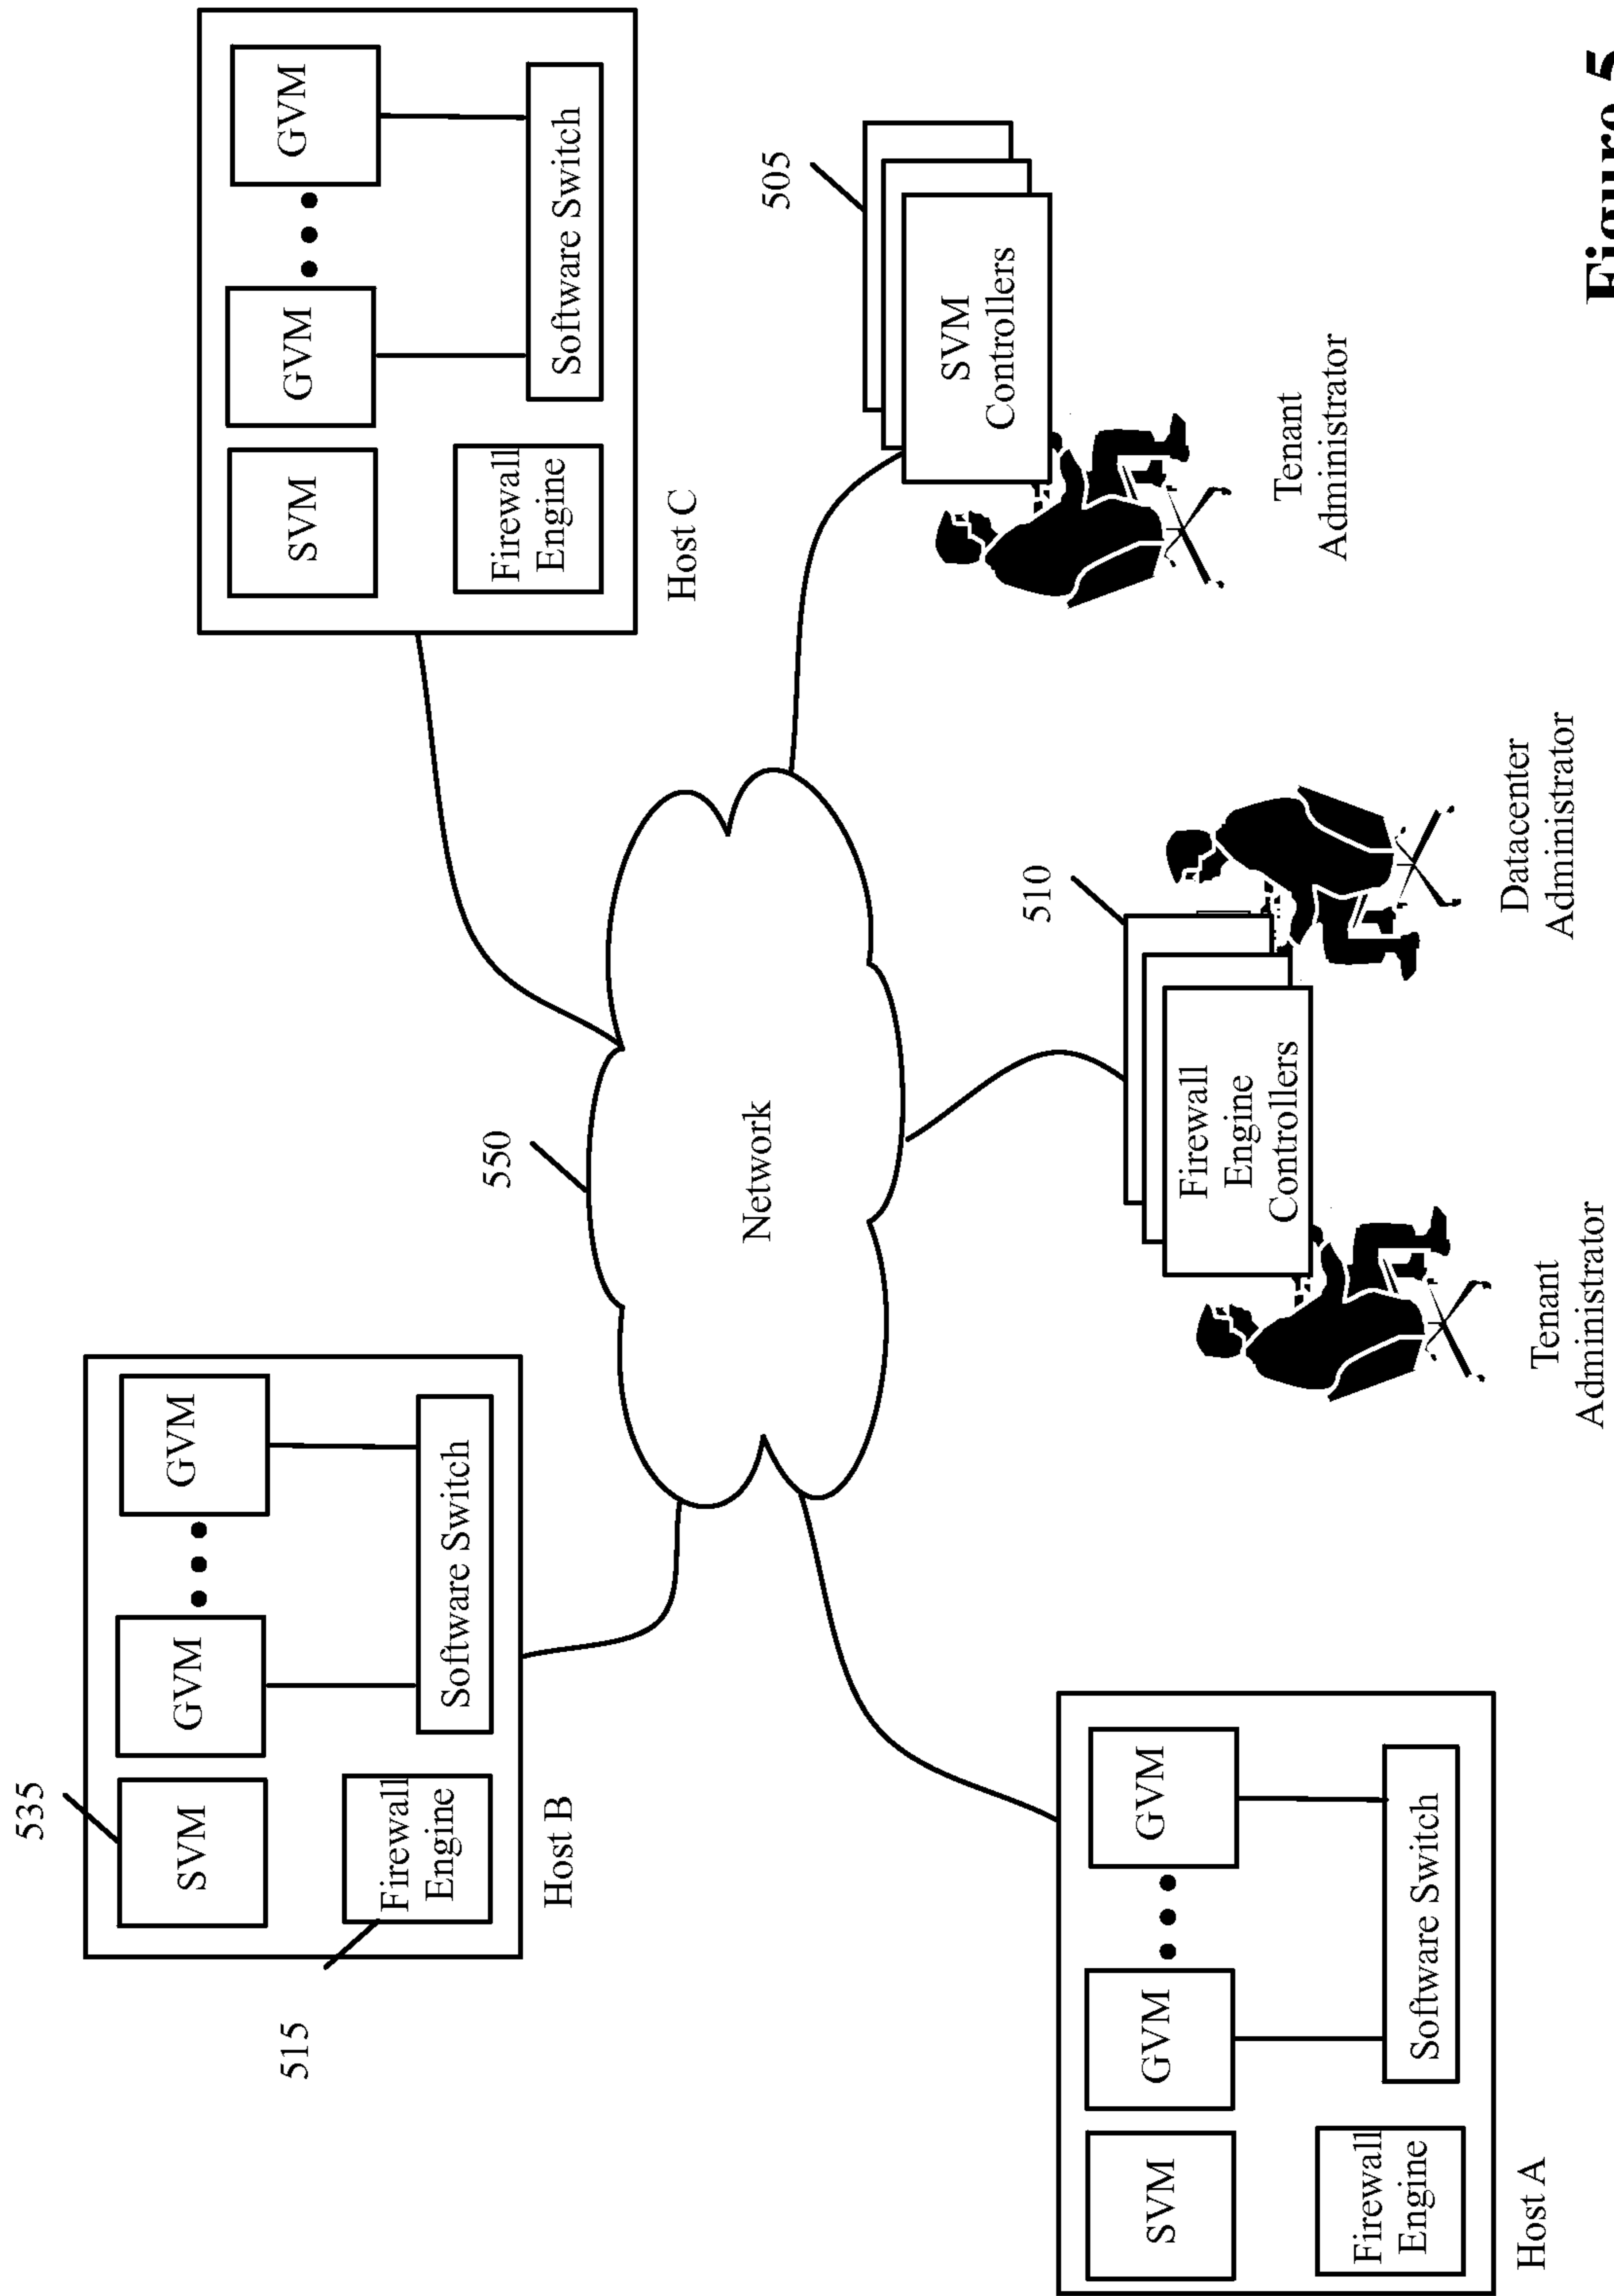 535
SVM
GVM
GVM
515
Firewall
Engine
Software Switch
Host B
SVM
GVM
GVM
Firewall
Engine
Software Switch
Host C
550
Network
SVM
GVM
GVM
Firewall
Engine
Software Switch
Host A
505
SVM
Controllers
Tenant
Administrator
510
Firewall
Engine
Controllers
Tenant
Administrator
Datacenter
Administrator
Figure 5